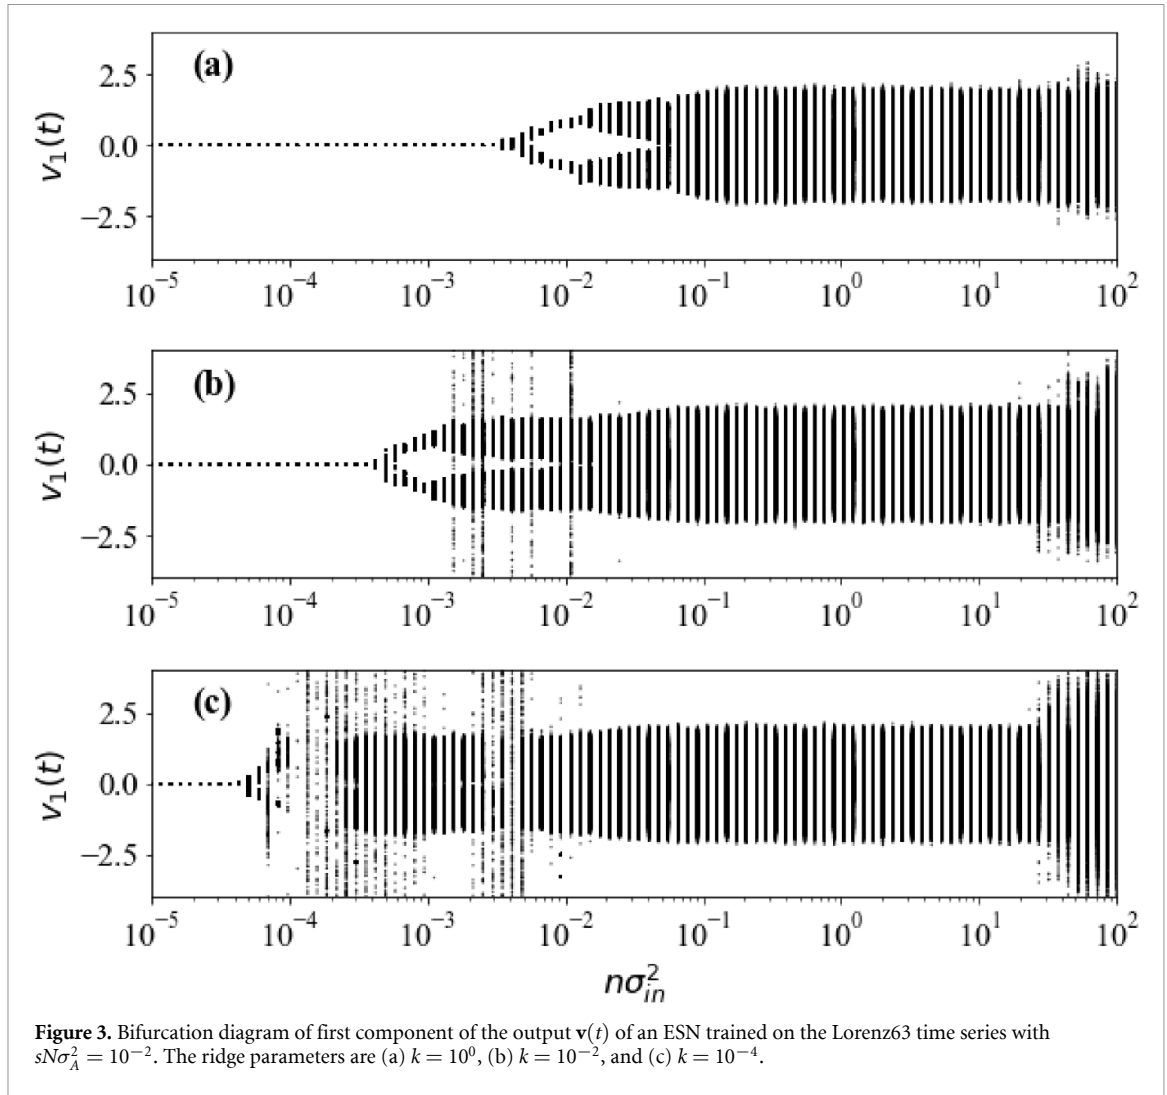 (a)
v₁(t)
2.5
0.0
−2.5
10⁻⁵ 10⁻⁴ 10⁻³ 10⁻² 10⁻¹ 10⁰ 10¹ 10²
(b)
v₁(t)
2.5
0.0
−2.5
10⁻⁵ 10⁻⁴ 10⁻³ 10⁻² 10⁻¹ 10⁰ 10¹ 10²
(c)
v₁(t)
2.5
0.0
−2.5
10⁻⁵ 10⁻⁴ 10⁻³ 10⁻² 10⁻¹ 10⁰ 10¹ 10²
nσ²ᵢₙ
Figure 3. Bifurcation diagram of first component of the output v(t) of an ESN trained on the Lorenz63 time series with
sNσ²_A = 10⁻². The ridge parameters are (a) k = 10⁰, (b) k = 10⁻², and (c) k = 10⁻⁴.